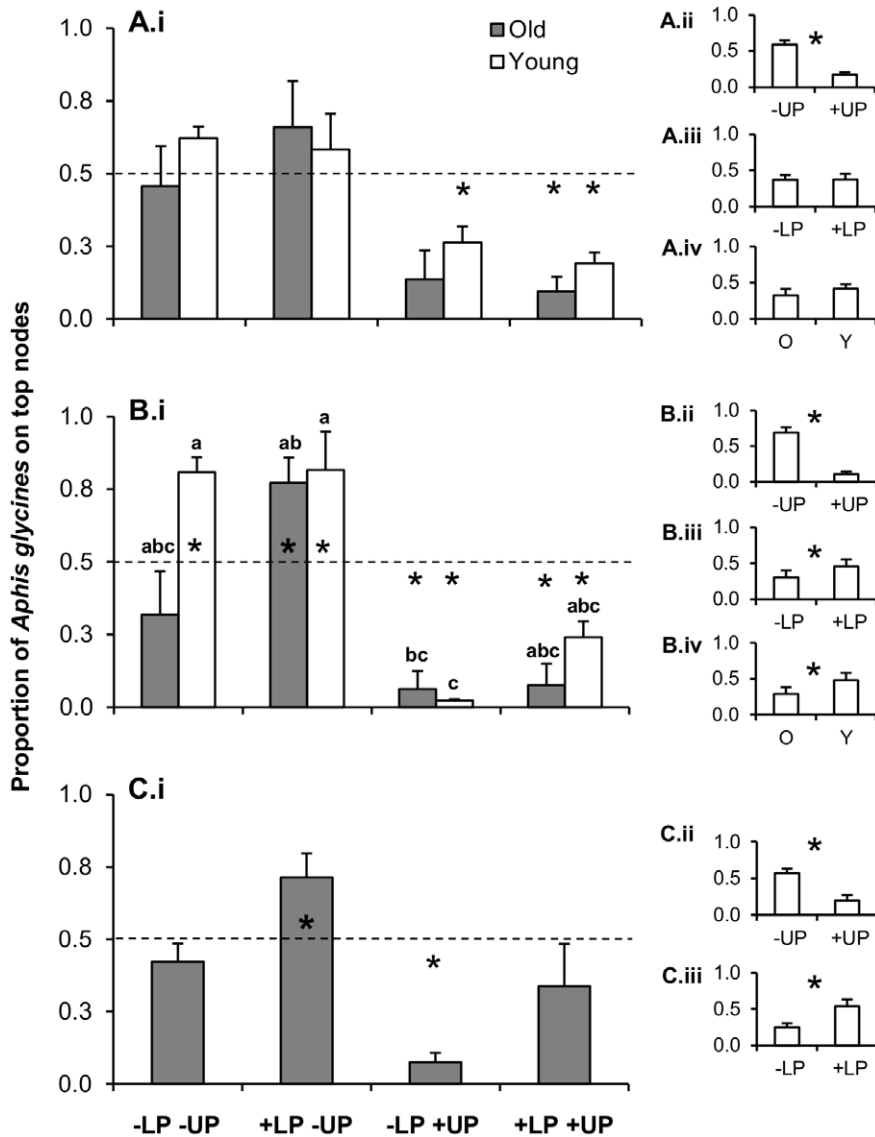 Proportion of Aphis glycines on top nodes
A.i
Old
Young
1.0
0.8
0.5
0.3
0.0
* * *
A.ii
1.0
0.5
0.0
*
-UP +UP
A.iii
1.0
0.5
0.0
-LP +LP
A.iv
1.0
0.5
0.0
O Y
B.i
1.0
0.8
0.5
0.3
0.0
abc a ab a bc c abc abc
* * * * * * *
B.ii
1.0
0.5
0.0
*
-UP +UP
B.iii
1.0
0.5
0.0
*
-LP +LP
B.iv
1.0
0.5
0.0
*
O Y
C.i
1.0
0.8
0.5
0.3
0.0
* *
-LP -UP +LP -UP -LP +UP +LP +UP
C.ii
1.0
0.5
0.0
*
-UP +UP
C.iii
1.0
0.5
0.0
*
-LP +LP